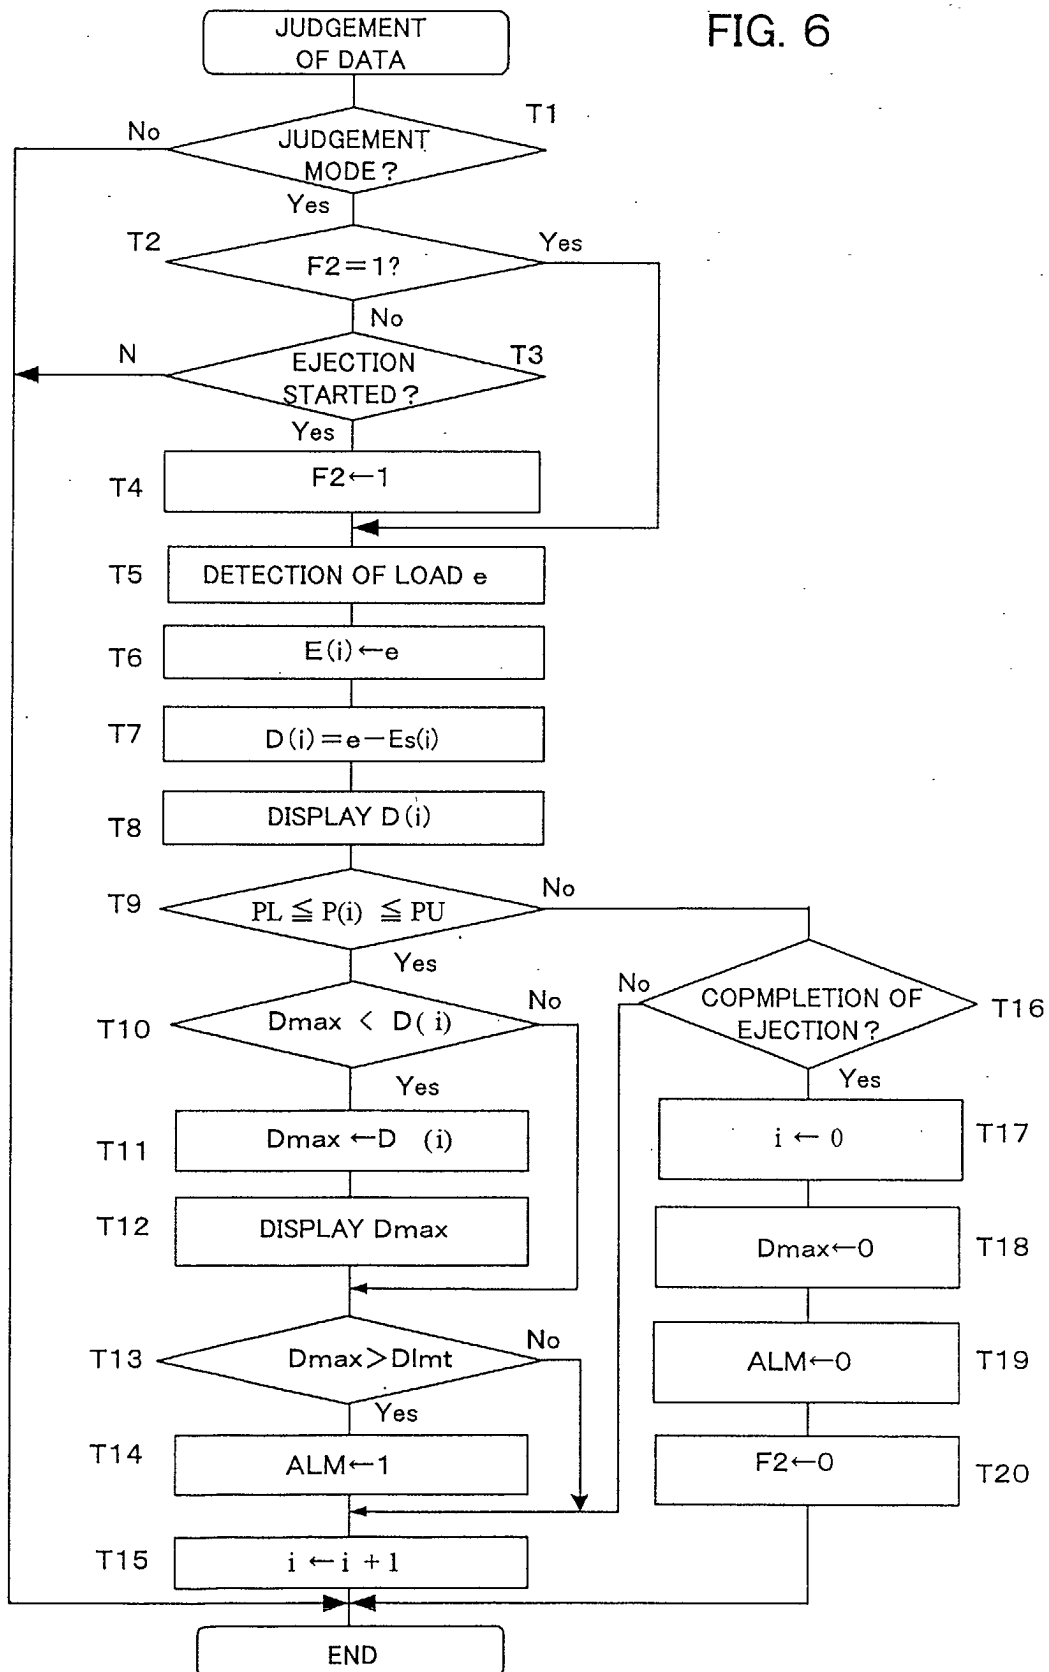 FIG. 6
JUDGEMENT
OF DATA
T1
No
JUDGEMENT
MODE?
Yes
T2
Yes
F2=1?
No
N
EJECTION
STARTED?
T3
Yes
T4
F2←1
T5
DETECTION OF LOAD e
T6
E(i)←e
T7
D(i)=e-Es(i)
T8
DISPLAY D(i)
T9
PL ≦ P(i) ≦ PU
No
Yes
T10
Dmax < D(i)
No
Yes
T11
Dmax←D (i)
T12
DISPLAY Dmax
T13
Dmax>Dlmt
No
Yes
T14
ALM←1
T15
i ← i + 1
No
COPMPLETION OF
EJECTION?
T16
Yes
i ← 0
T17
Dmax←0
T18
ALM←0
T19
F2←0
T20
END